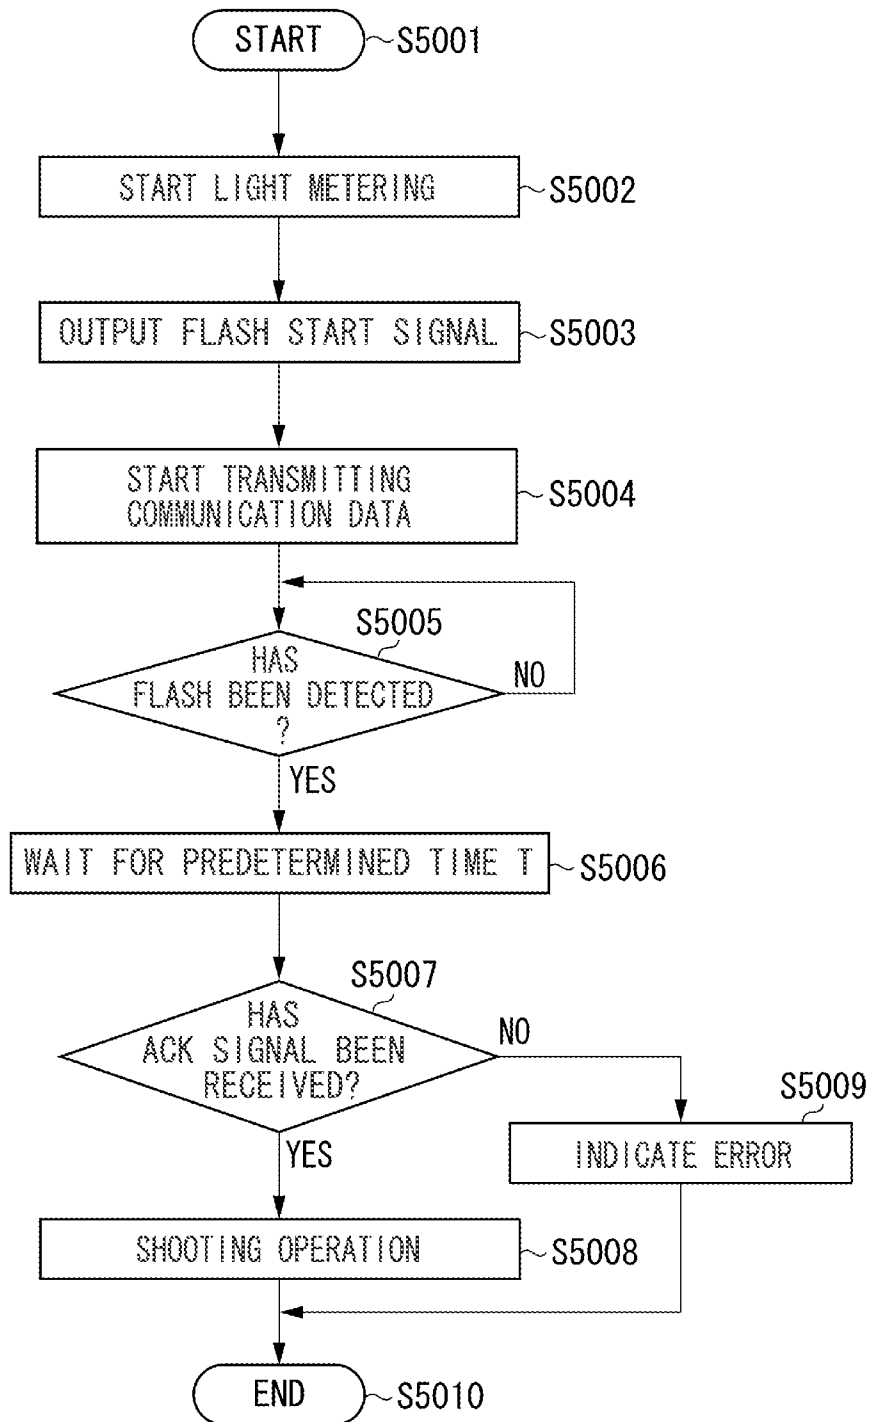 START
S5001
START LIGHT METERING
S5002
OUTPUT FLASH START SIGNAL
S5003
START TRANSMITTING
COMMUNICATION DATA
S5004
S5005
HAS
FLASH BEEN DETECTED
?
NO
YES
WAIT FOR PREDETERMINED TIME T
S5006
S5007
HAS
ACK SIGNAL BEEN
RECEIVED?
NO
YES
S5009
INDICATE ERROR
SHOOTING OPERATION
S5008
END
S5010